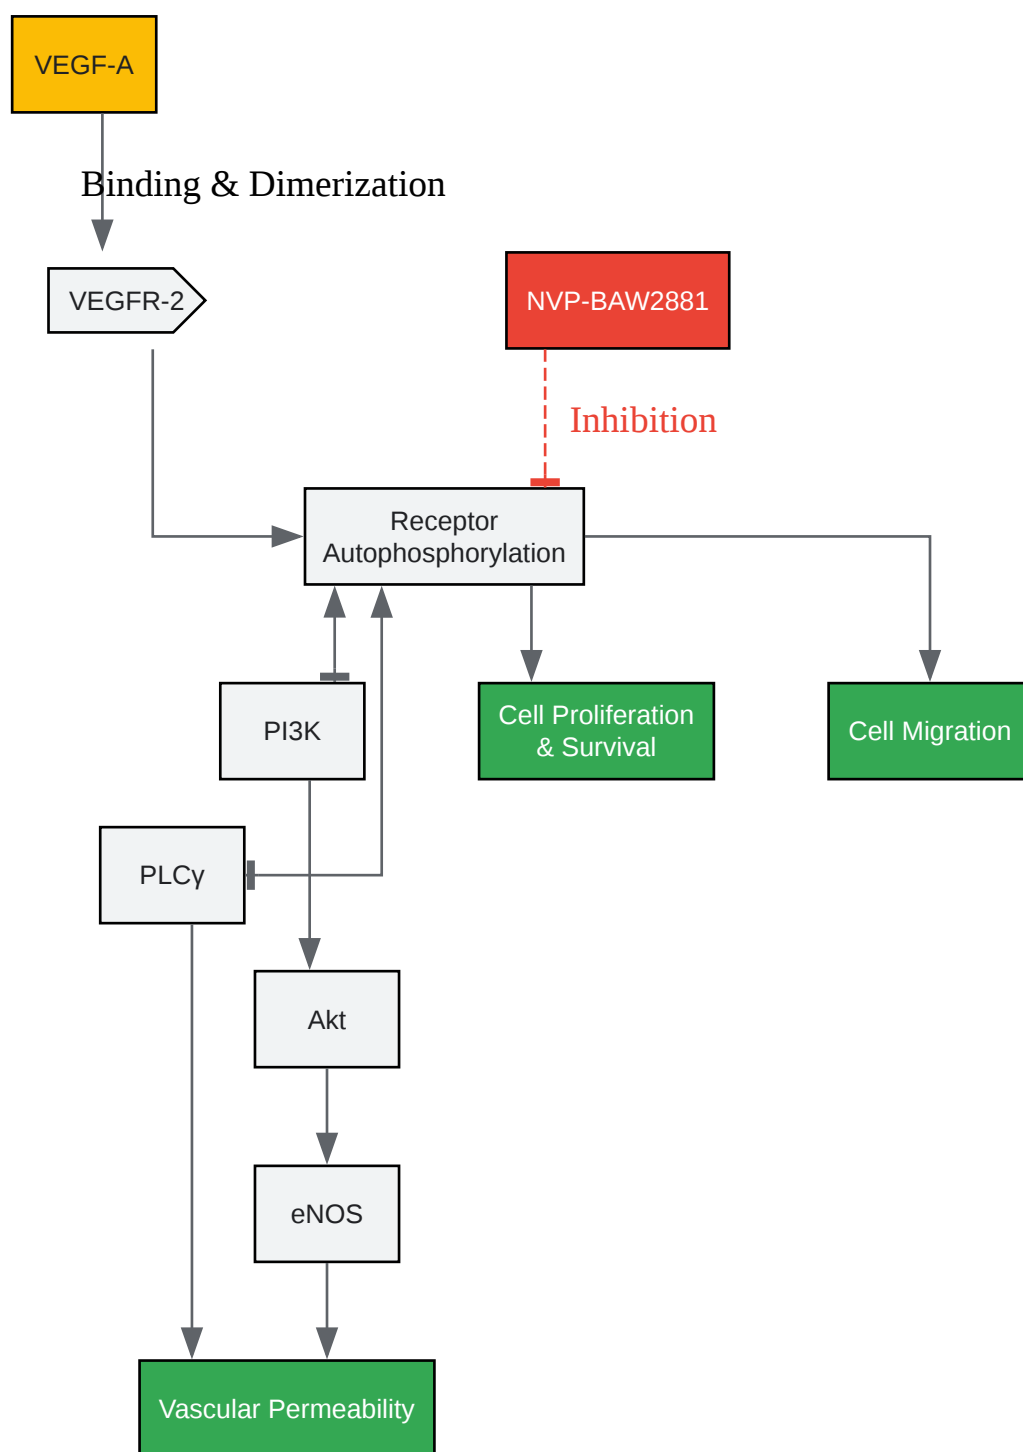 VEGF-A
Binding & Dimerization
VEGFR-2
NVP-BAW2881
Inhibition
Receptor
Autophosphorylation
PI3K
Cell Proliferation
& Survival
Cell Migration
PLCγ
Akt
eNOS
Vascular Permeability